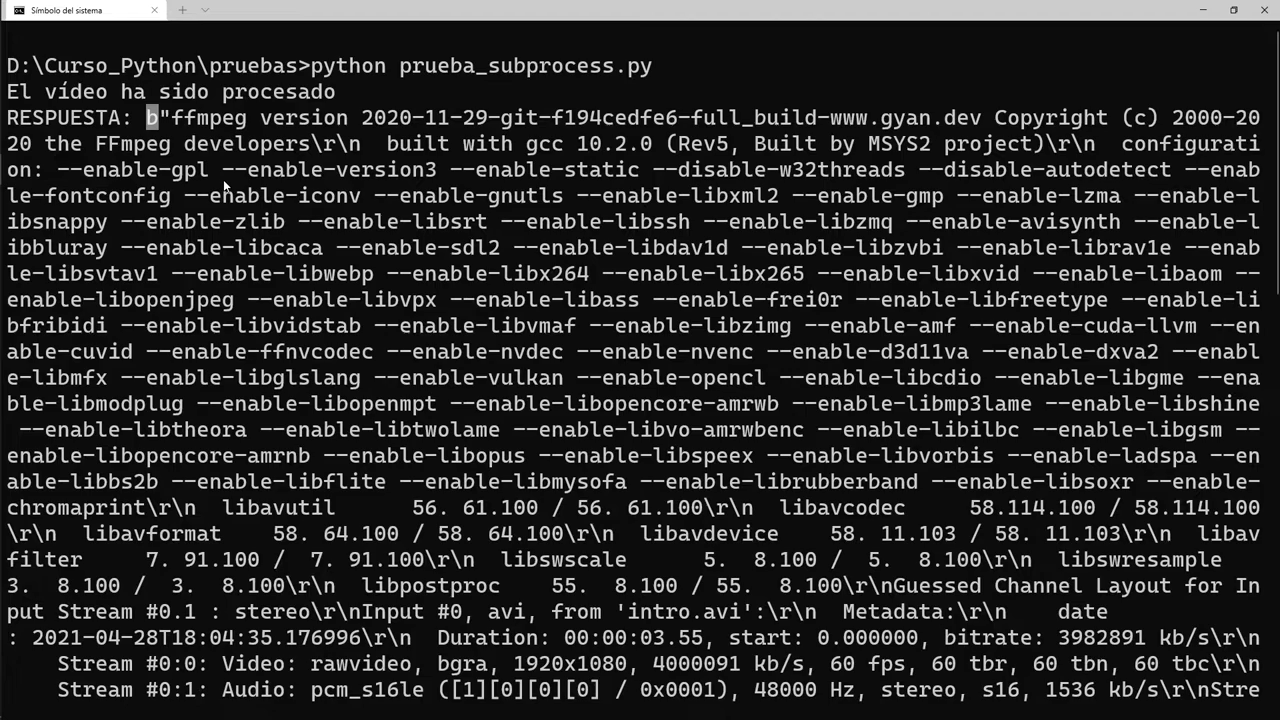 Símbolo del sistema
D:\Curso_Python\pruebas>python prueba_subprocess.py
El vídeo ha sido procesado
RESPUESTA: b"ffmpeg version 2020-11-29-git-f194cedfe6-full_build-www.gyan.dev Copyright (c) 2000-20
20 the FFmpeg developers\r\n  built with gcc 10.2.0 (Rev5, Built by MSYS2 project)\r\n  configurati
on: --enable-gpl --enable-version3 --enable-static --disable-w32threads --disable-autodetect --enab
le-fontconfig --enable-iconv --enable-gnutls --enable-libxml2 --enable-gmp --enable-lzma --enable-l
ibsnappy --enable-zlib --enable-libsrt --enable-libssh --enable-libzmq --enable-avisynth --enable-l
ibbluray --enable-libcaca --enable-sdl2 --enable-libdav1d --enable-libzvbi --enable-librav1e --enab
le-libsvtav1 --enable-libwebp --enable-libx264 --enable-libx265 --enable-libxvid --enable-libaom --
enable-libopenjpeg --enable-libvpx --enable-libass --enable-frei0r --enable-libfreetype --enable-li
bfribidi --enable-libvidstab --enable-libvmaf --enable-libzimg --enable-amf --enable-cuda-llvm --en
able-cuvid --enable-ffnvcodec --enable-nvdec --enable-nvenc --enable-d3d11va --enable-dxva2 --enabl
e-libmfx --enable-libglslang --enable-vulkan --enable-opencl --enable-libcdio --enable-libgme --ena
ble-libmodplug --enable-libopenmpt --enable-libopencore-amrwb --enable-libmp3lame --enable-libshine
 --enable-libtheora --enable-libtwolame --enable-libvo-amrwbenc --enable-libilbc --enable-libgsm --
enable-libopencore-amrnb --enable-libopus --enable-libspeex --enable-libvorbis --enable-ladspa --en
able-libbs2b --enable-libflite --enable-libmysofa --enable-librubberband --enable-libsoxr --enable-
chromaprint\r\n  libavutil      56. 61.100 / 56. 61.100\r\n  libavcodec     58.114.100 / 58.114.100
\r\n  libavformat    58. 64.100 / 58. 64.100\r\n  libavdevice    58. 11.103 / 58. 11.103\r\n  libav
filter     7. 91.100 /  7. 91.100\r\n  libswscale      5.  8.100 /  5.  8.100\r\n  libswresample
3.  8.100 /  3.  8.100\r\n  libpostproc    55.  8.100 / 55.  8.100\r\nGuessed Channel Layout for In
put Stream #0.1 : stereo\r\nInput #0, avi, from 'intro.avi':\r\n  Metadata:\r\n    date
: 2021-04-28T18:04:35.176996\r\n  Duration: 00:00:03.55, start: 0.000000, bitrate: 3982891 kb/s\r\n
    Stream #0:0: Video: rawvideo, bgra, 1920x1080, 4000091 kb/s, 60 fps, 60 tbr, 60 tbn, 60 tbc\r\n
    Stream #0:1: Audio: pcm_s16le ([1][0][0][0] / 0x0001), 48000 Hz, stereo, s16, 1536 kb/s\r\nStre